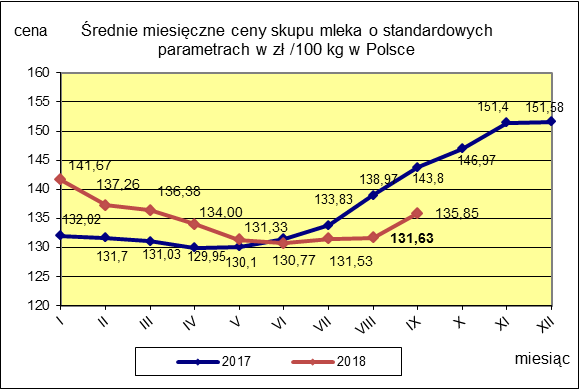 cena
Średnie miesięczne ceny skupu mleka o standardowych
parametrach w zł /100 kg w Polsce
160
155
150
145
140
135
130
125
120
151,4
151,58
141,67
137,26
136,38
138,97
143,8
146,97
132,02
134,00
131,33
133,83
135,85
131,7
131,03
129,95
130,1
130,77
131,53
131,63
I
II
III
IV
V
VI
VII
VIII
IX
X
XI
XII
miesiąc
2017
2018